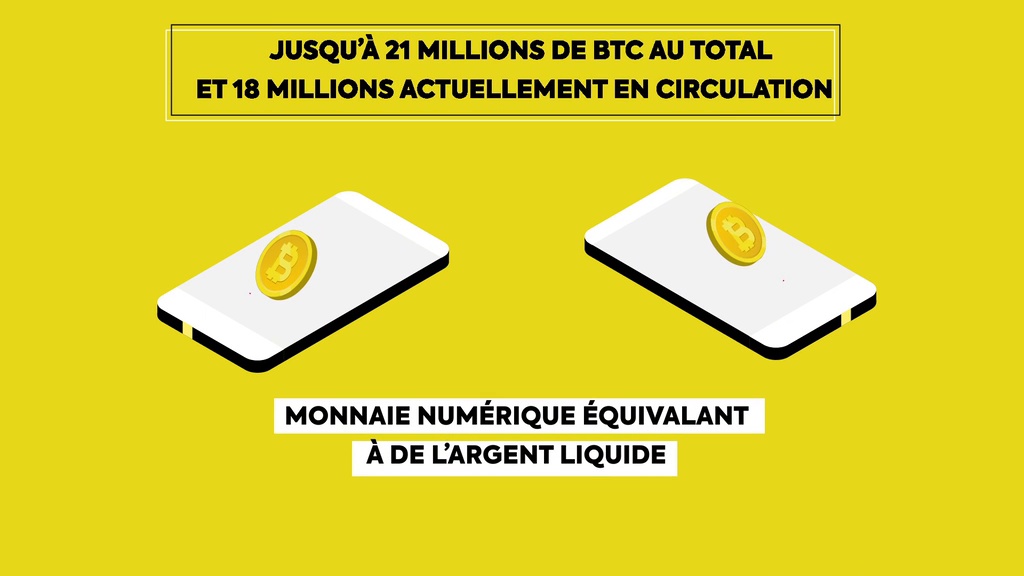 JUSQU’À 21 MILLIONS DE BTC AU TOTAL
ET 18 MILLIONS ACTUELLEMENT EN CIRCULATION
MONNAIE NUMÉRIQUE ÉQUIVALANT
À DE L’ARGENT LIQUIDE